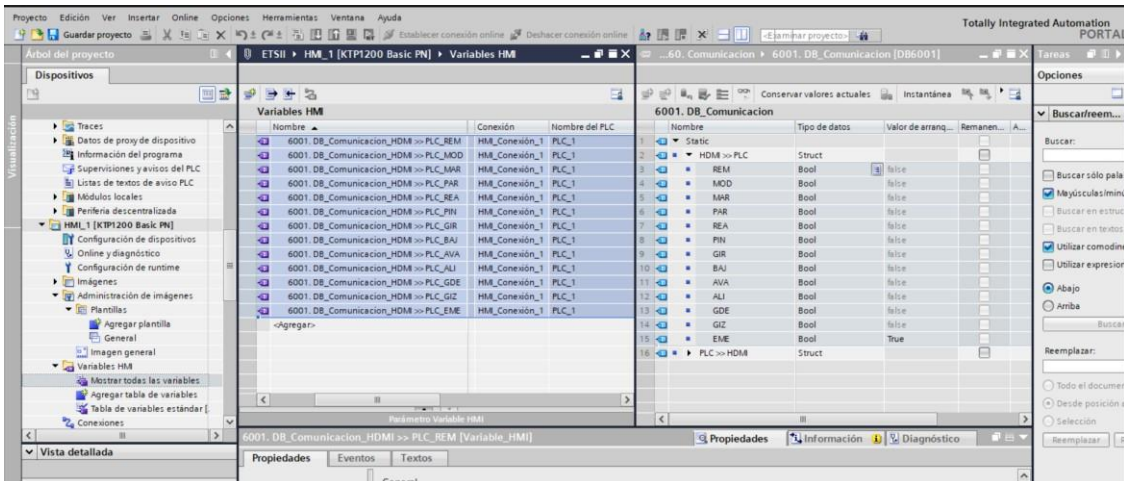 Proyecto Edición Ver Insertar Online Opciones Herramientas Ventana Ayuda
Totally Integrated Automation
PORTAL
Guardar proyecto Establecer conexión online Deshacer conexión online <Examinar proyecto>
Árbol del proyecto
Dispositivos
Visualización
Traces
Datos de proxy de dispositivo
Información del programa
Supervisiones y avisos del PLC
Listas de textos de aviso PLC
Módulos locales
Periferia descentralizada
HMI_1 [KTP1200 Basic PN]
Configuración de dispositivos
Online y diagnóstico
Configuración de runtime
Imágenes
Administración de imágenes
Plantillas
Agregar plantilla
General
Imagen general
Variables HMI
Mostrar todas las variables
Agregar tabla de variables
Tabla de variables estándar [
Conexiones
Vista detallada
ETSII HMI_1 [KTP1200 Basic PN] Variables HMI
Variables HMI
Nombre Conexión Nombre del PLC
6001. DB_Comunicacion_HDMI >> PLC_REM HMI_Conexión_1 PLC_1
6001. DB_Comunicacion_HDMI >> PLC_MOD HMI_Conexión_1 PLC_1
6001. DB_Comunicacion_HDMI >> PLC_MAR HMI_Conexión_1 PLC_1
6001. DB_Comunicacion_HDMI >> PLC_PAR HMI_Conexión_1 PLC_1
6001. DB_Comunicacion_HDMI >> PLC_REA HMI_Conexión_1 PLC_1
6001. DB_Comunicacion_HDMI >> PLC_PIN HMI_Conexión_1 PLC_1
6001. DB_Comunicacion_HDMI >> PLC_GIR HMI_Conexión_1 PLC_1
6001. DB_Comunicacion_HDMI >> PLC_BAJ HMI_Conexión_1 PLC_1
6001. DB_Comunicacion_HDMI >> PLC_AVA HMI_Conexión_1 PLC_1
6001. DB_Comunicacion_HDMI >> PLC_ALI HMI_Conexión_1 PLC_1
6001. DB_Comunicacion_HDMI >> PLC_GDE HMI_Conexión_1 PLC_1
6001. DB_Comunicacion_HDMI >> PLC_GIZ HMI_Conexión_1 PLC_1
6001. DB_Comunicacion_HDMI >> PLC_EME HMI_Conexión_1 PLC_1
<Agregar>
Parámetro Variable HMI
...60. Comunicacion 6001. DB_Comunicacion [DB6001]
Conservar valores actuales Instantánea
6001. DB_Comunicacion
Nombre Tipo de datos Valor de arranq... Remanen... A...
1 Static
2 HDMI >> PLC Struct
3 REM Bool false
4 MOD Bool false
5 MAR Bool false
6 PAR Bool false
7 REA Bool false
8 PIN Bool false
9 GIR Bool false
10 BAJ Bool false
11 AVA Bool false
12 ALI Bool false
13 GDE Bool false
14 GIZ Bool false
15 EME Bool True
16 PLC >> HDMI Struct
6001. DB_Comunicacion_HDMI >> PLC_REM [Variable_HMI]
Propiedades Información Diagnóstico
Propiedades Eventos Textos
General
Tareas
Opciones
Buscar/reem...
Buscar:
Buscar sólo pala
Mayúsculas/minú
Buscar en estruc
Buscar en textos
Utilizar comodine
Utilizar expresion
Abajo
Arriba
Buscar
Reemplazar:
Todo el documen
Desde posición a
Selección
Reemplazar